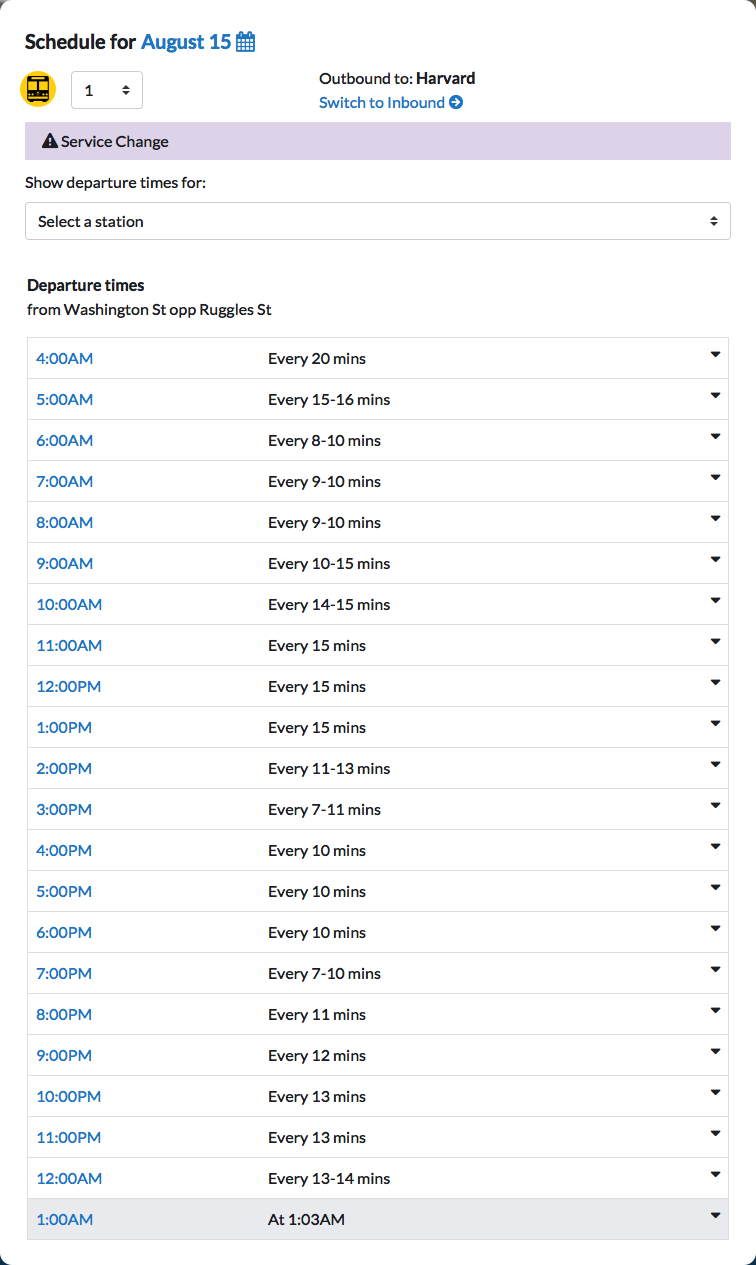 Schedule for August 15
1
Outbound to: Harvard
Switch to Inbound
Service Change
Show departure times for:
Select a station
Departure times
from Washington St opp Ruggles St
4:00AM Every 20 mins
5:00AM Every 15-16 mins
6:00AM Every 8-10 mins
7:00AM Every 9-10 mins
8:00AM Every 9-10 mins
9:00AM Every 10-15 mins
10:00AM Every 14-15 mins
11:00AM Every 15 mins
12:00PM Every 15 mins
1:00PM Every 15 mins
2:00PM Every 11-13 mins
3:00PM Every 7-11 mins
4:00PM Every 10 mins
5:00PM Every 10 mins
6:00PM Every 10 mins
7:00PM Every 7-10 mins
8:00PM Every 11 mins
9:00PM Every 12 mins
10:00PM Every 13 mins
11:00PM Every 13 mins
12:00AM Every 13-14 mins
1:00AM At 1:03AM